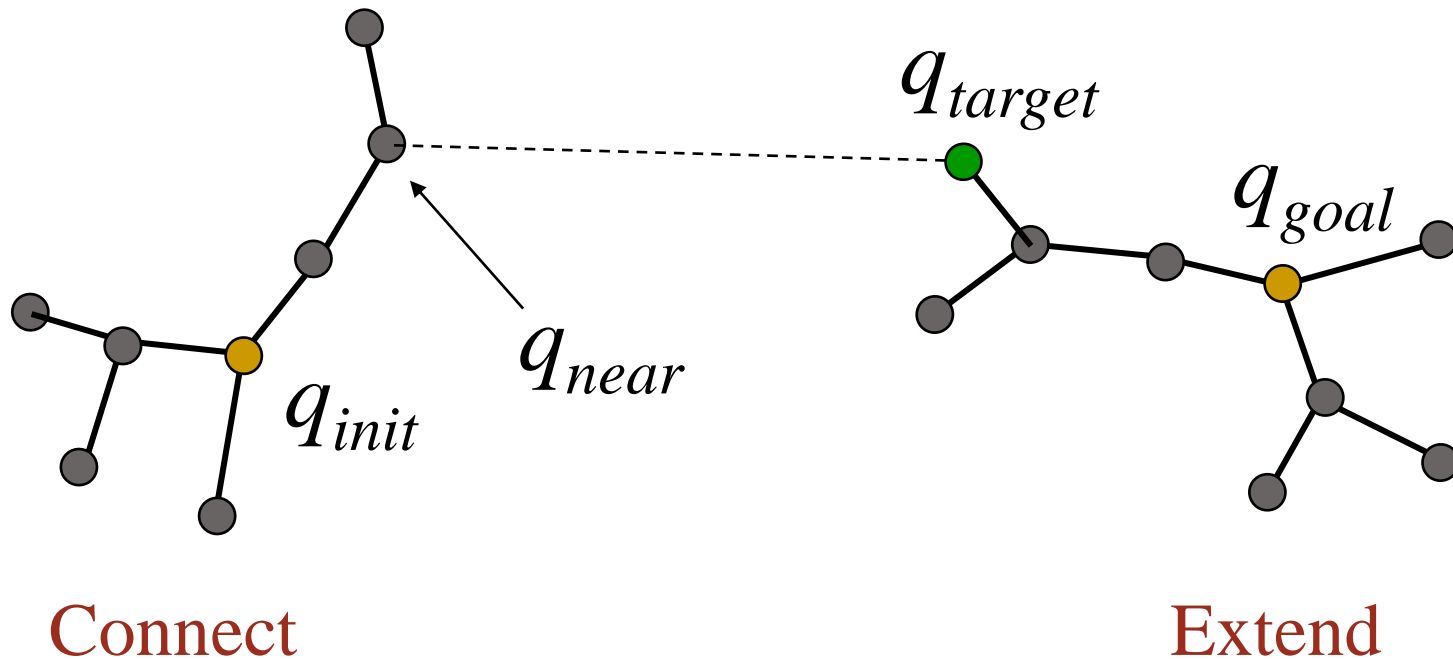 q_target
q_goal
q_near
q_init
Connect
Extend